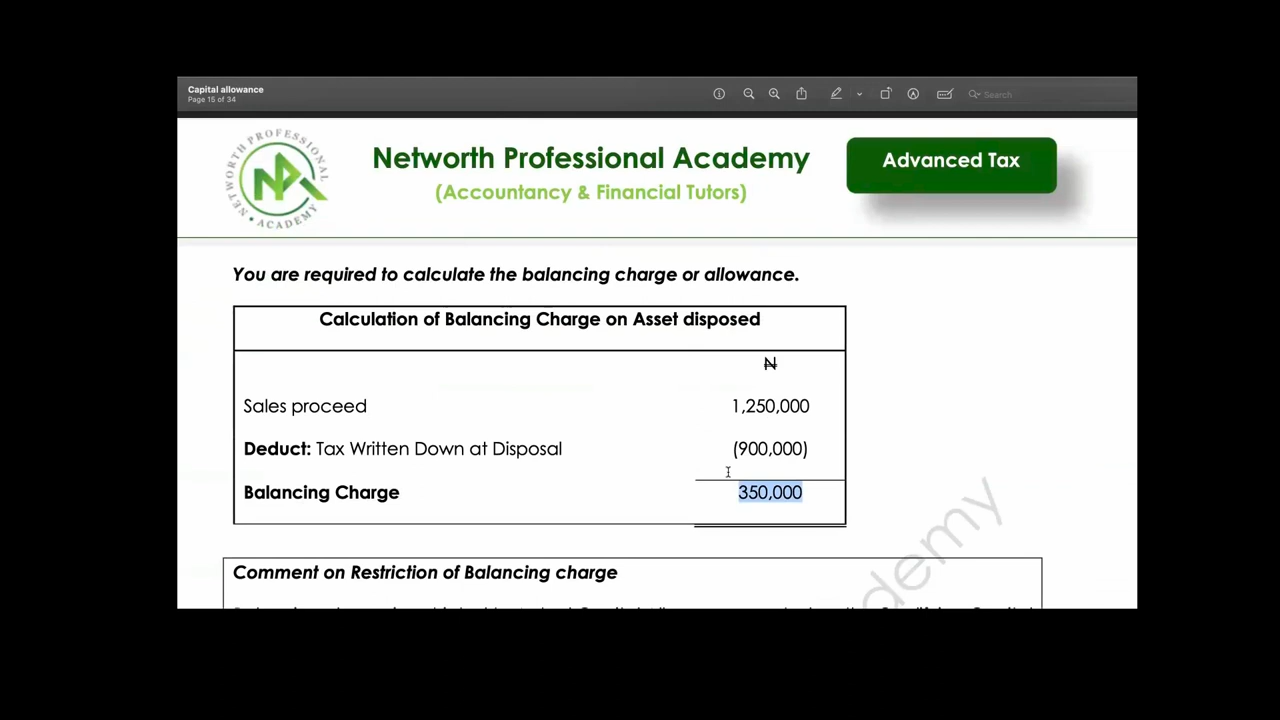 Capital allowance
Page 15 of 34
Search
NETWORTH PROFESSIONAL
ACADEMY
Networth Professional Academy
(Accountancy & Financial Tutors)
Advanced Tax
You are required to calculate the balancing charge or allowance.
Calculation of Balancing Charge on Asset disposed
₦
Sales proceed 1,250,000
Deduct: Tax Written Down at Disposal (900,000)
Balancing Charge 350,000
demy
Comment on Restriction of Balancing charge